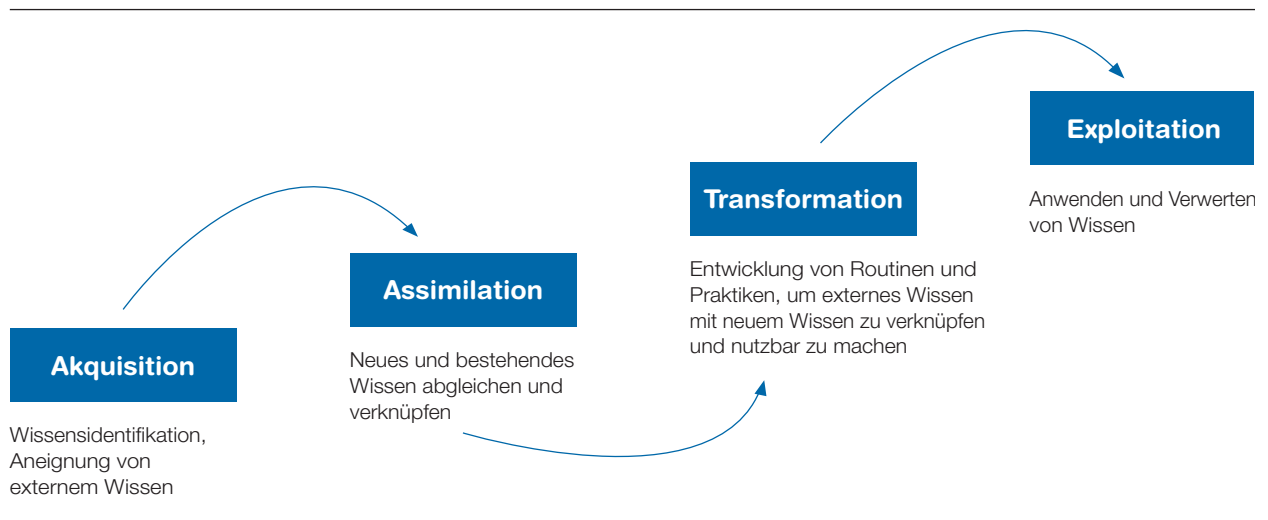 Akquisition
Wissensidentifikation,
Aneignung von
externem Wissen
Assimilation
Neues und bestehendes
Wissen abgleichen und
verknüpfen
Transformation
Entwicklung von Routinen und
Praktiken, um externes Wissen
mit neuem Wissen zu verknüpfen
und nutzbar zu machen
Exploitation
Anwenden und Verwerten
von Wissen